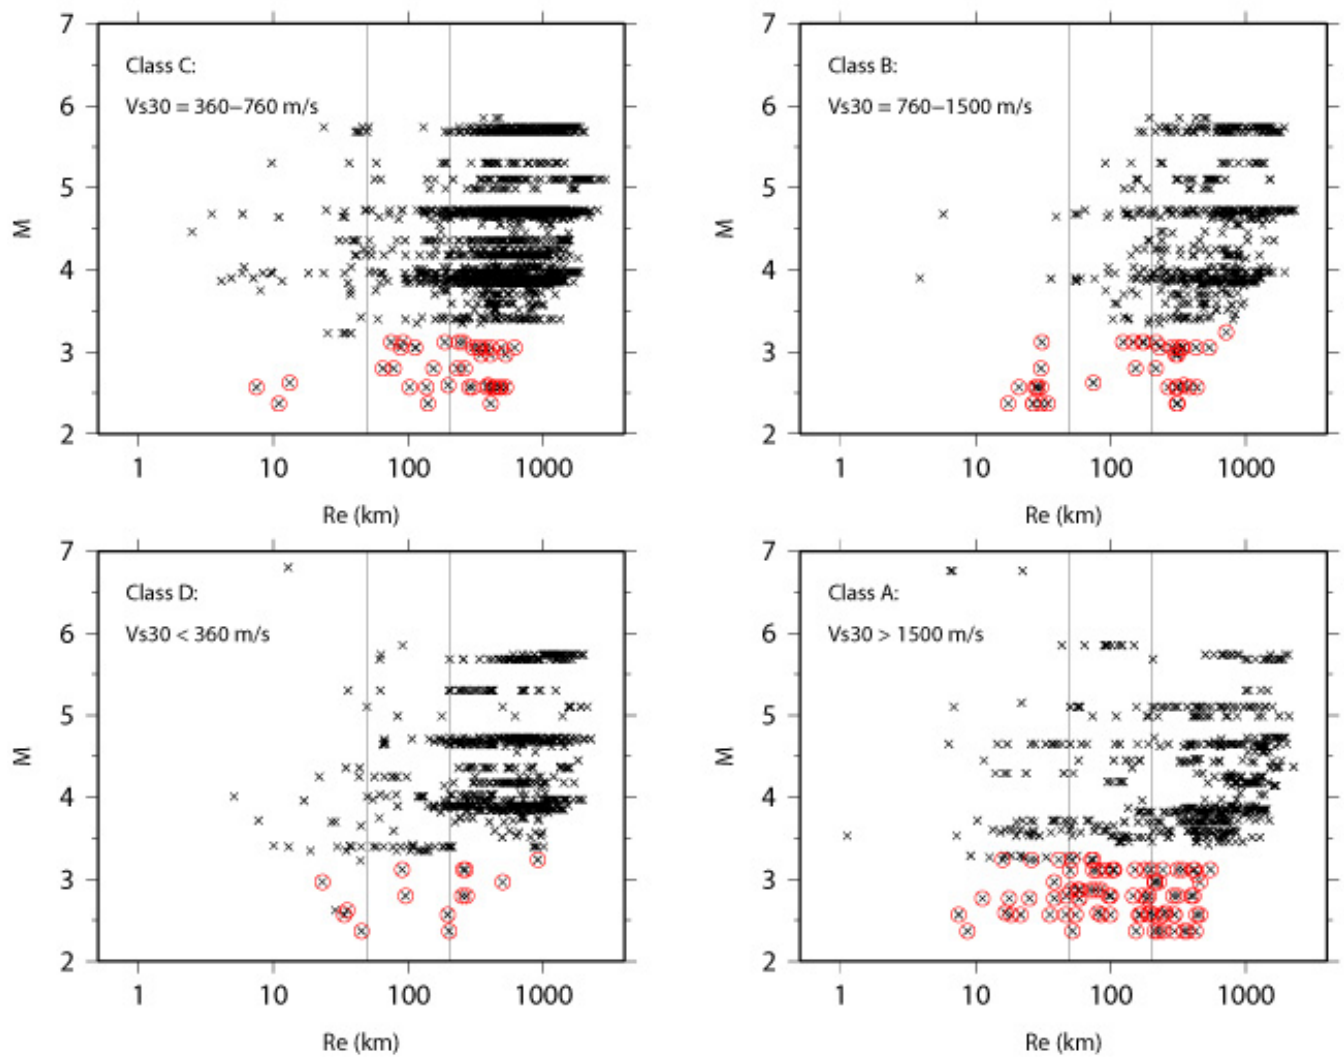 7
6
5
4
3
2
M
Class C:
Vs30 = 360–760 m/s
1
10
100
1000
Re (km)
7
6
5
4
3
2
M
Class B:
Vs30 = 760–1500 m/s
1
10
100
1000
Re (km)
7
6
5
4
3
2
M
Class D:
Vs30 < 360 m/s
1
10
100
1000
Re (km)
7
6
5
4
3
2
M
Class A:
Vs30 > 1500 m/s
1
10
100
1000
Re (km)